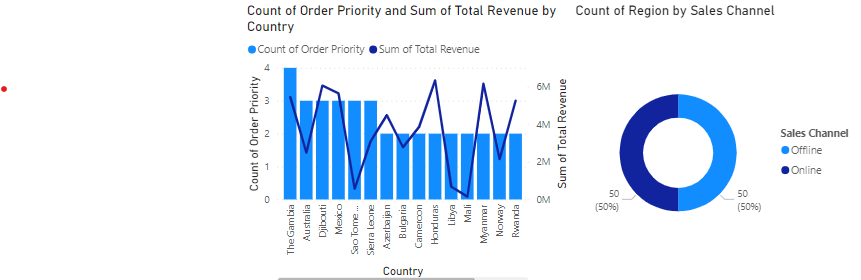 Count of Order Priority and Sum of Total Revenue by
Country
Count of Order Priority
Sum of Total Revenue
Count of Order Priority
4
3
2
1
0
6M
4M
2M
0M
Sum of Total Revenue
The Gambia
Australia
Djibouti
Mexico
Sao Tome ...
Sierra Leone
Azerbaijan
Bulgaria
Cameroon
Honduras
Libya
Mali
Myanmar
Norway
Rwanda
Country
Count of Region by Sales Channel
50
(50%)
50
(50%)
Sales Channel
Offline
Online